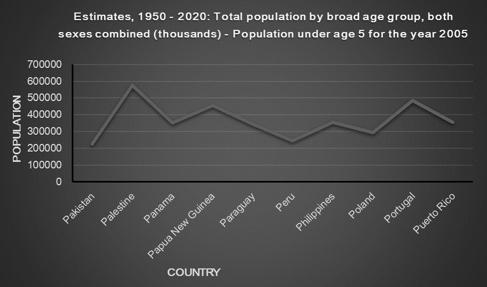 Estimates, 1950 - 2020: Total population by broad age group, both
sexes combined (thousands) - Population under age 5 for the year 2005
700000
600000
500000
400000
300000
200000
100000
0
POPULATION
Pakistan
Palestine
Panama
Papua New Guinea
Paraguay
Peru
Philippines
Poland
Portugal
Puerto Rico
COUNTRY